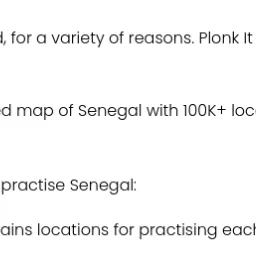 , for a variety of reasons. Plonk It
ed map of Senegal with 100K+ loc
practise Senegal:
ains locations for practising each